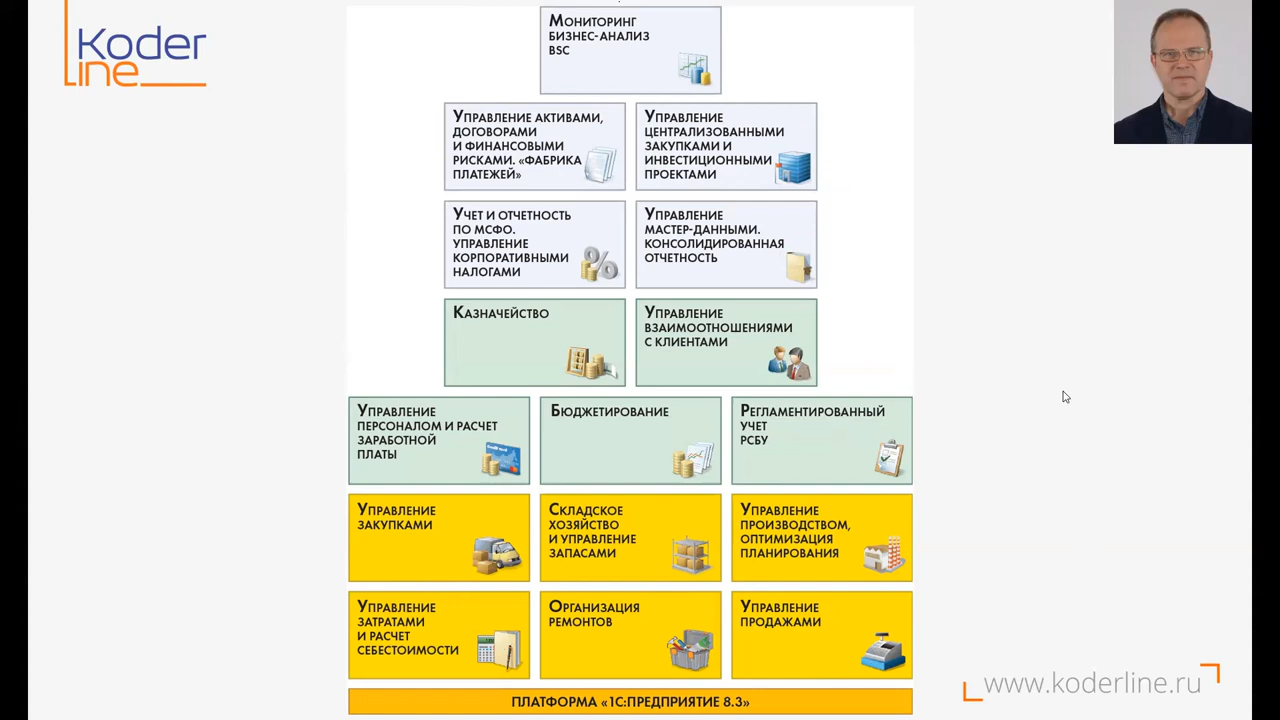 Koder
line
Мониторинг
бизнес-анализ
BSC
Управление активами,
договорами
и финансовыми
рисками. «Фабрика
платежей»
Управление
централизованными
закупками и
инвестиционными
проектами
Учет и отчетность
по МСФО.
Управление
корпоративными
налогами
Управление
мастер-данными.
Консолидированная
отчетность
Казначейство
Управление
взаимоотношениями
с клиентами
Управление
персоналом и расчет
заработной
платы
Бюджетирование
Регламентированный
учет
РСБУ
Управление
закупками
Складское
хозяйство
и управление
запасами
Управление
производством,
оптимизация
планирования
Управление
затратами
и расчет
себестоимости
Организация
ремонтов
Управление
продажами
ПЛАТФОРМА «1С:ПРЕДПРИЯТИЕ 8.3»
www.koderline.ru